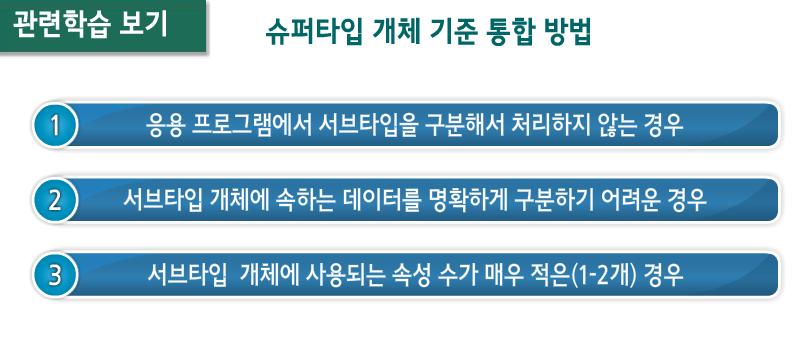 관련학습 보기
슈퍼타입 개체 기준 통합 방법
1 응용 프로그램에서 서브타입을 구분해서 처리하지 않는 경우
2 서브타입 개체에 속하는 데이터를 명확하게 구분하기 어려운 경우
3 서브타입 개체에 사용되는 속성 수가 매우 적은(1-2개) 경우